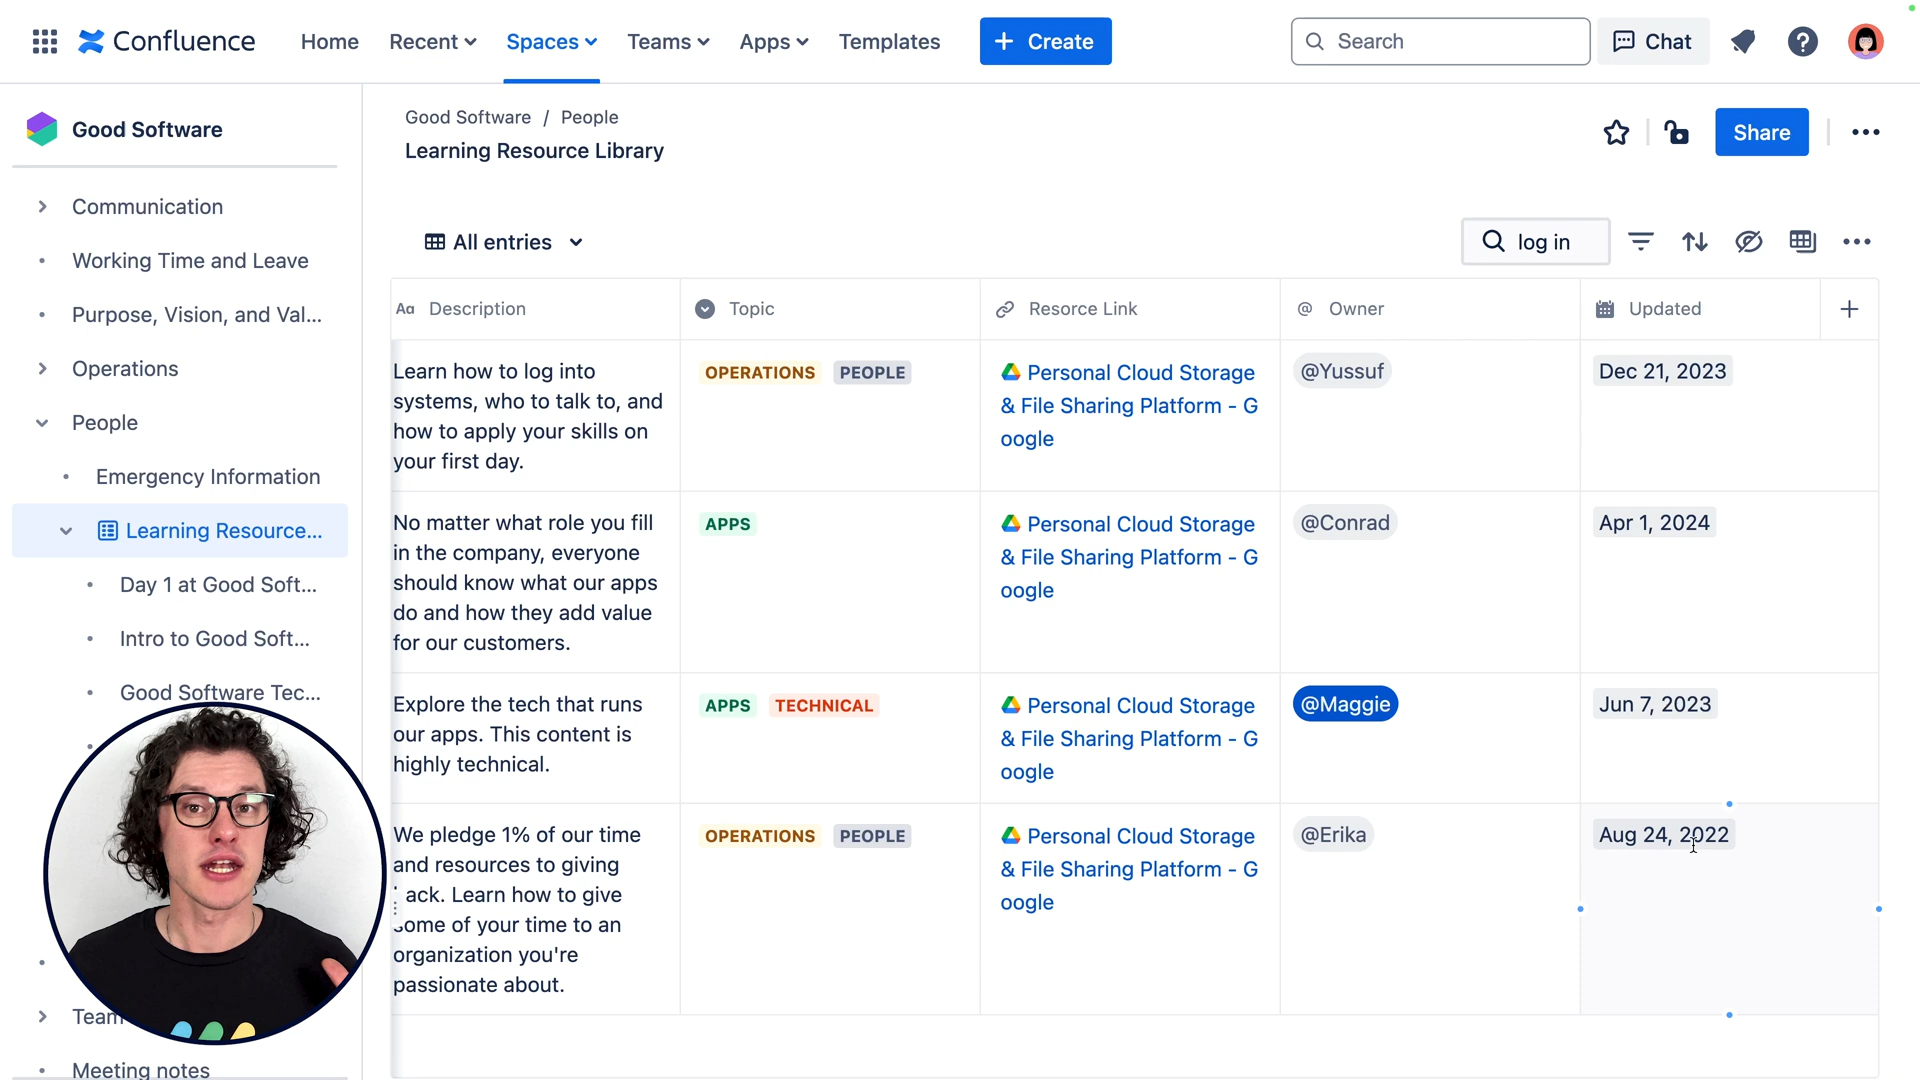 Confluence
Home
Recent
Spaces
Teams
Apps
Templates
+ Create
Search
Chat
?
Good Software
Communication
Working Time and Leave
Purpose, Vision, and Val...
Operations
People
Emergency Information
Learning Resource...
Day 1 at Good Soft...
Intro to Good Soft...
Good Software Tec...
Team
Meeting notes
Good Software / People
Learning Resource Library
Share
All entries
log in
Aa Description
Topic
Resorce Link
@ Owner
Updated
+
Learn how to log into
systems, who to talk to, and
how to apply your skills on
your first day.
OPERATIONS PEOPLE
Personal Cloud Storage
& File Sharing Platform - G
oogle
@Yussuf
Dec 21, 2023
No matter what role you fill
in the company, everyone
should know what our apps
do and how they add value
for our customers.
APPS
Personal Cloud Storage
& File Sharing Platform - G
oogle
@Conrad
Apr 1, 2024
Explore the tech that runs
our apps. This content is
highly technical.
APPS TECHNICAL
Personal Cloud Storage
& File Sharing Platform - G
oogle
@Maggie
Jun 7, 2023
We pledge 1% of our time
and resources to giving
ack. Learn how to give
some of your time to an
organization you're
passionate about.
OPERATIONS PEOPLE
Personal Cloud Storage
& File Sharing Platform - G
oogle
@Erika
Aug 24, 2022